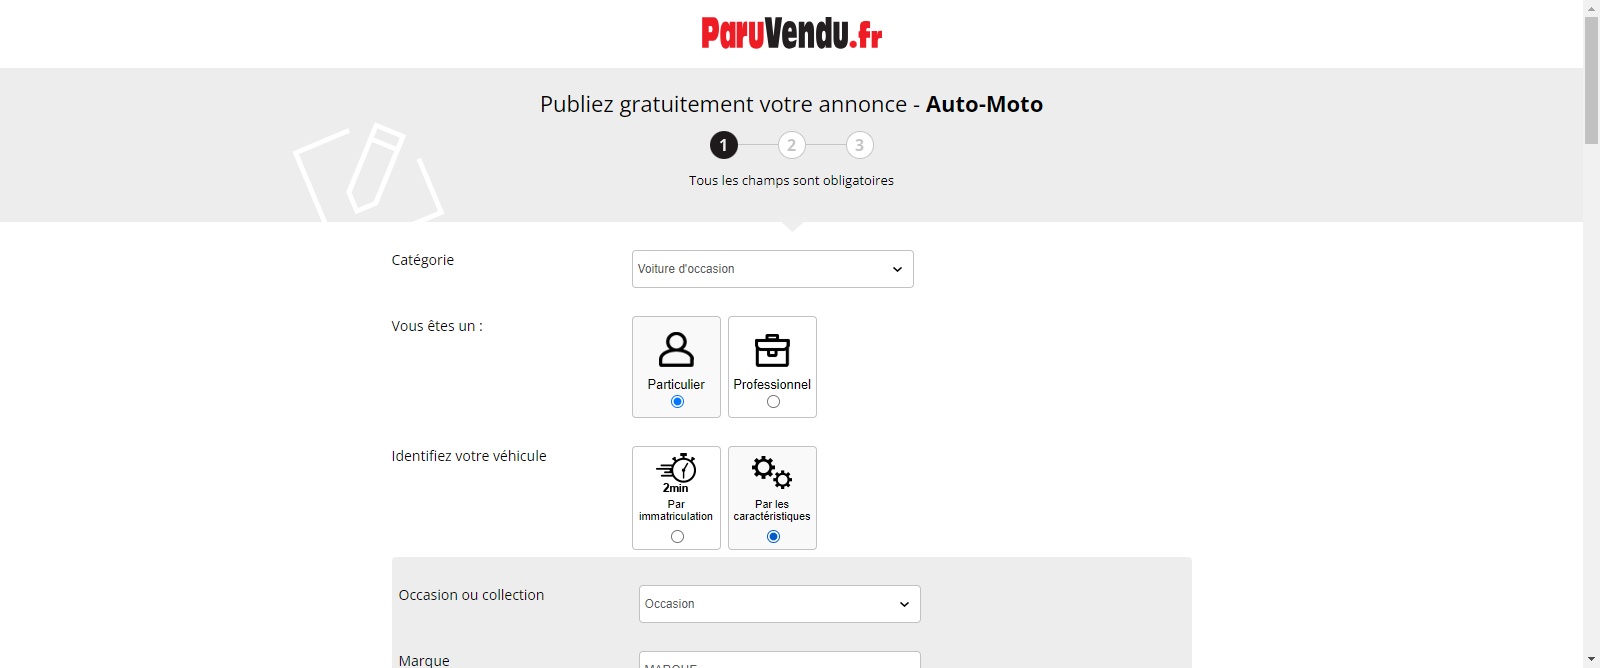 ParuVendu.fr
Publiez gratuitement votre annonce - Auto-Moto
1 2 3
Tous les champs sont obligatoires
Catégorie
Voiture d'occasion
Vous êtes un :
Particulier
Professionnel
Identifiez votre véhicule
2min
Par
immatriculation
Par les
caractéristiques
Occasion ou collection
Occasion
Marque
MARQUE